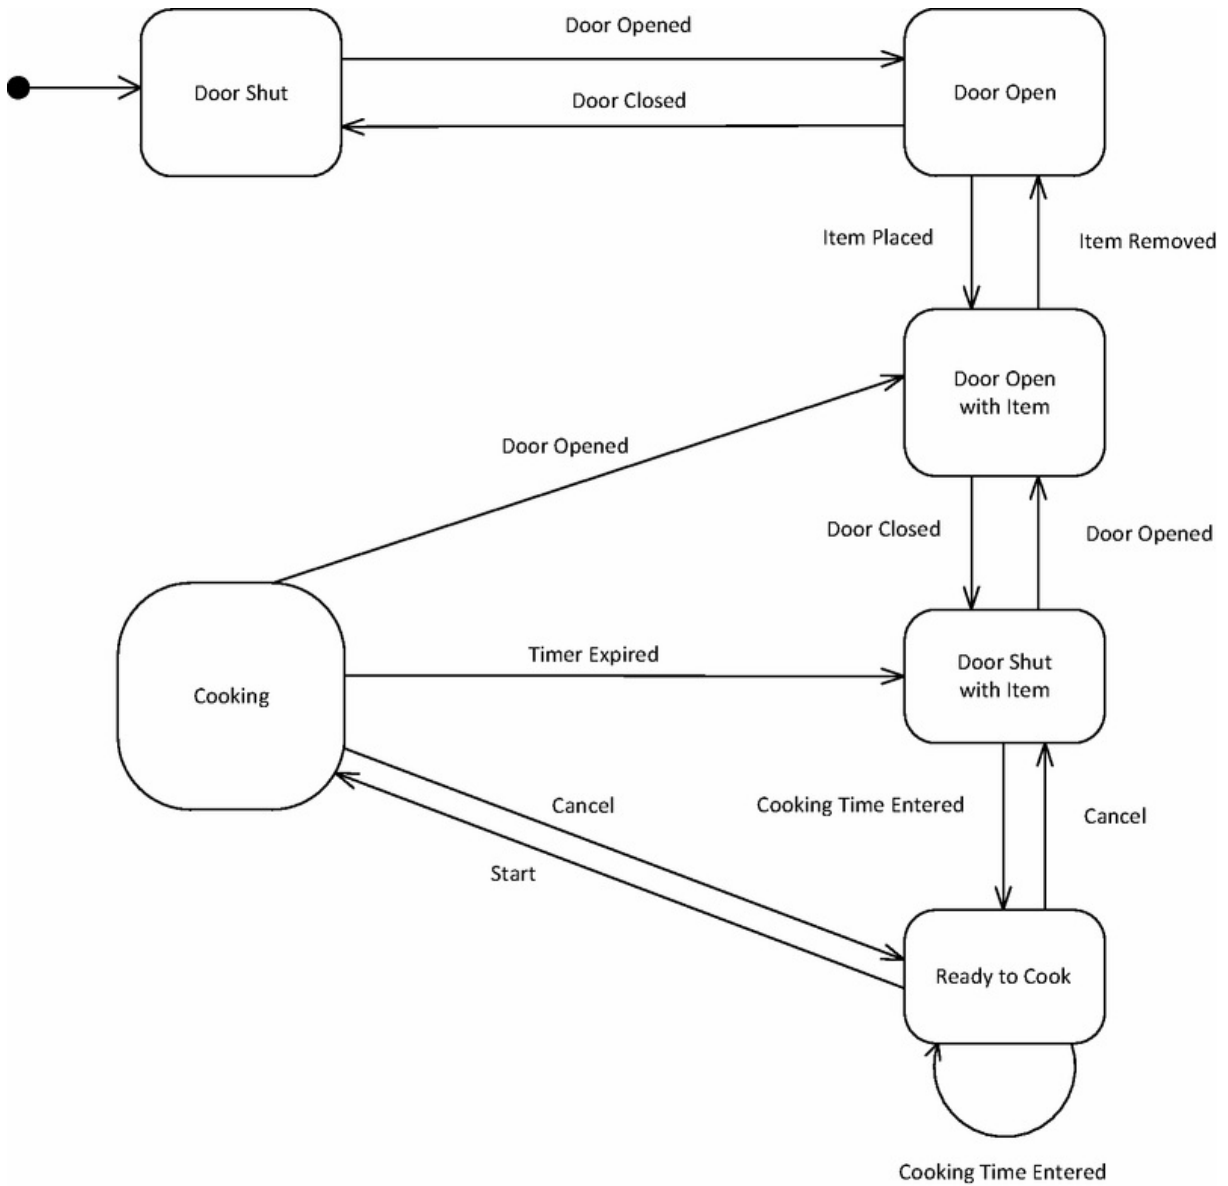 Door Opened
Door Shut
Door Closed
Door Open
Item Placed
Item Removed
Door Open
with Item
Door Opened
Door Closed
Door Opened
Timer Expired
Door Shut
with Item
Cooking
Cooking Time Entered
Cancel
Cancel
Start
Ready to Cook
Cooking Time Entered